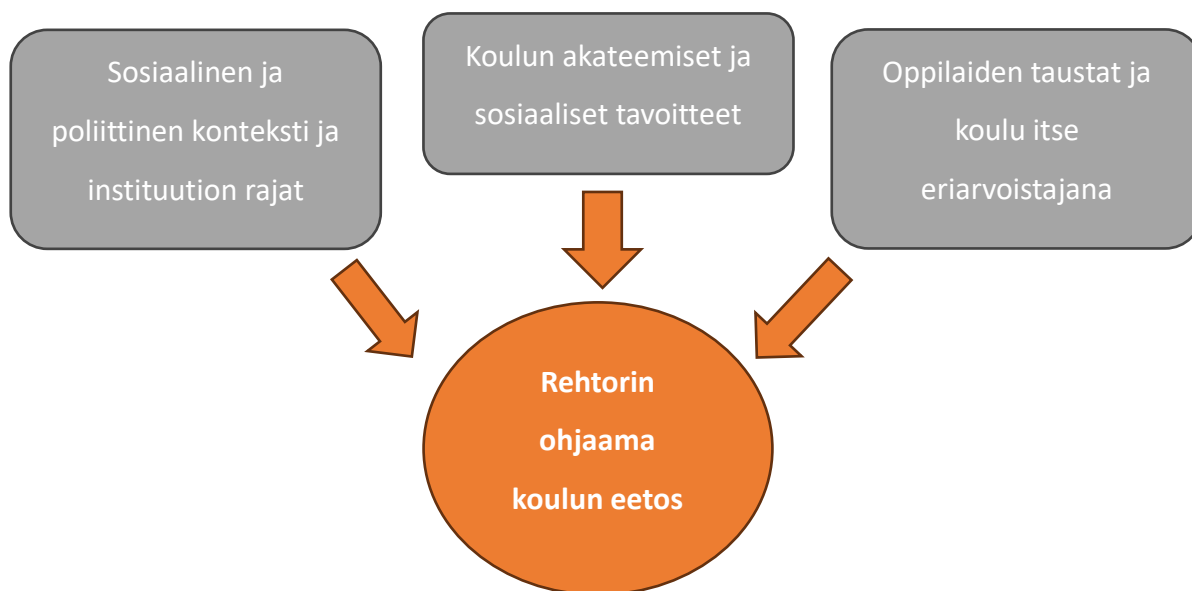 Sosiaalinen ja
poliittinen konteksti ja
instituution rajat
Koulun akateemiset ja
sosiaaliset tavoitteet
Oppilaiden taustat ja
koulu itse
eriarvoistajana
Rehtorin
ohjaama
koulun eetos